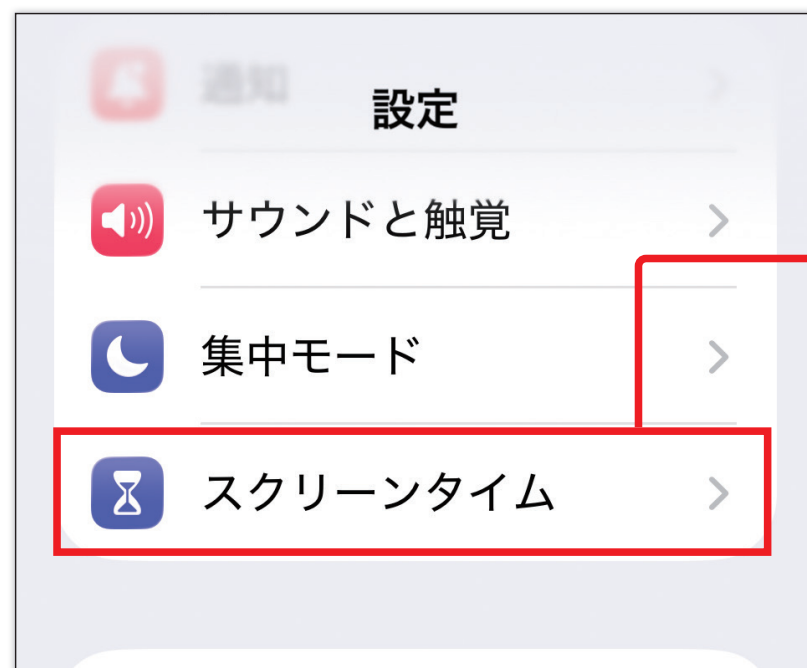 通知
設定
サウンドと触覚
集中モード
スクリーンタイム